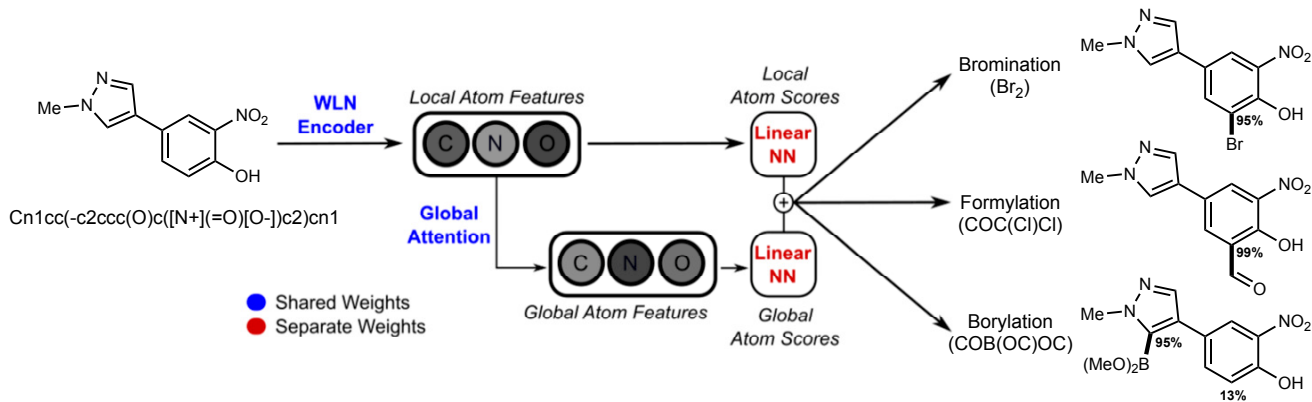 N
N
Me
NO₂
OH
Cn1cc(-c2ccc(O)c([N+](=O)[O-])c2)cn1
WLN
Encoder
Local Atom Features
C N O
Global
Attention
C N O
Global Atom Features
Shared Weights
Separate Weights
Local
Atom Scores
Linear
NN
+
Linear
NN
Global
Atom Scores
Bromination
(Br₂)
N
N
Me
NO₂
OH
95%
Br
Formylation
(COC(Cl)Cl)
N
N
Me
NO₂
OH
99%
O
Borylation
(COB(OC)OC)
N
N
Me
95%
NO₂
(MeO)₂B
OH
13%